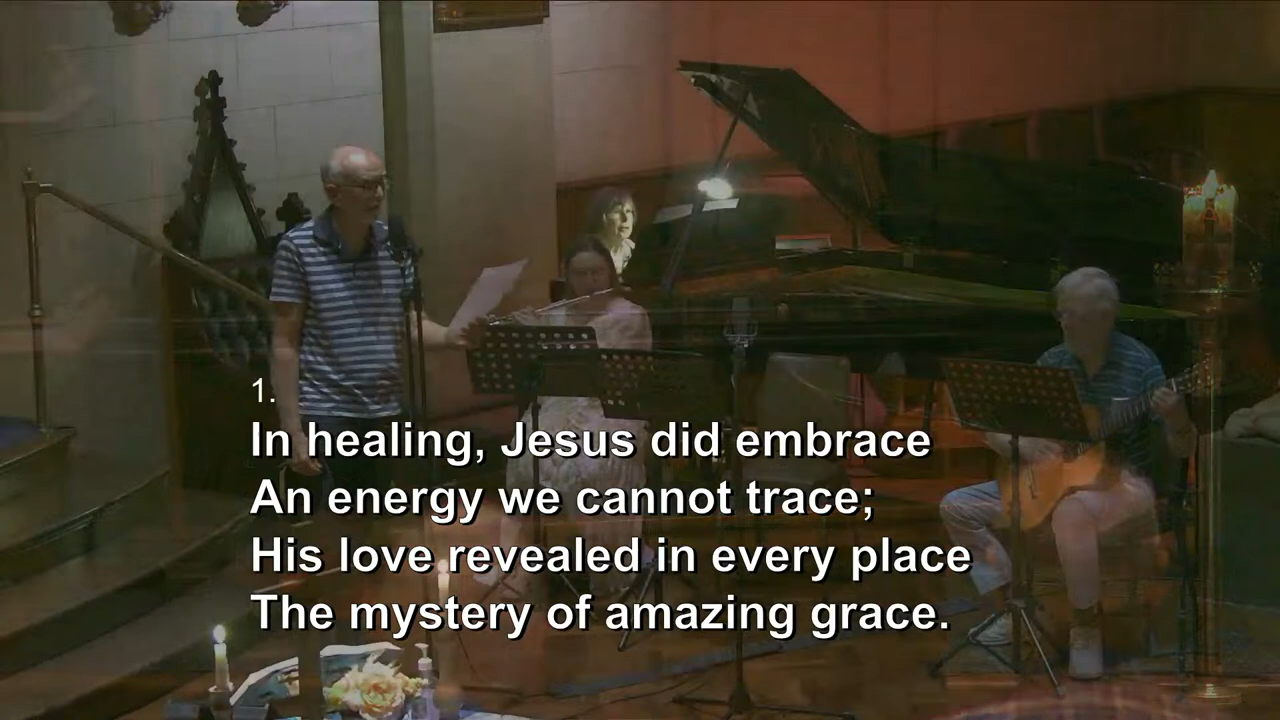 1.
In healing, Jesus did embrace
An energy we cannot trace;
His love revealed in every place
The mystery of amazing grace.